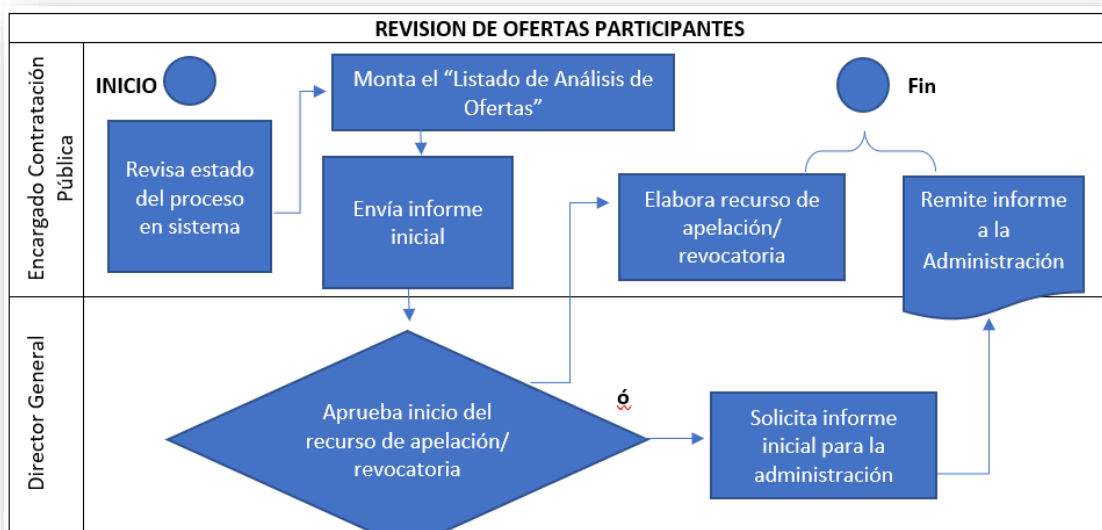 REVISION DE OFERTAS PARTICIPANTES
Encargado Contratación
Pública
INICIO
Revisa estado
del proceso
en sistema
Monta el “Listado de Análisis de
Ofertas”
Envía informe
inicial
Fin
Elabora recurso de
apelación/
revocatoria
Remite informe
a la
Administración
Director General
Aprueba inicio del
recurso de apelación/
revocatoria
ó
Solicita informe
inicial para la
administración